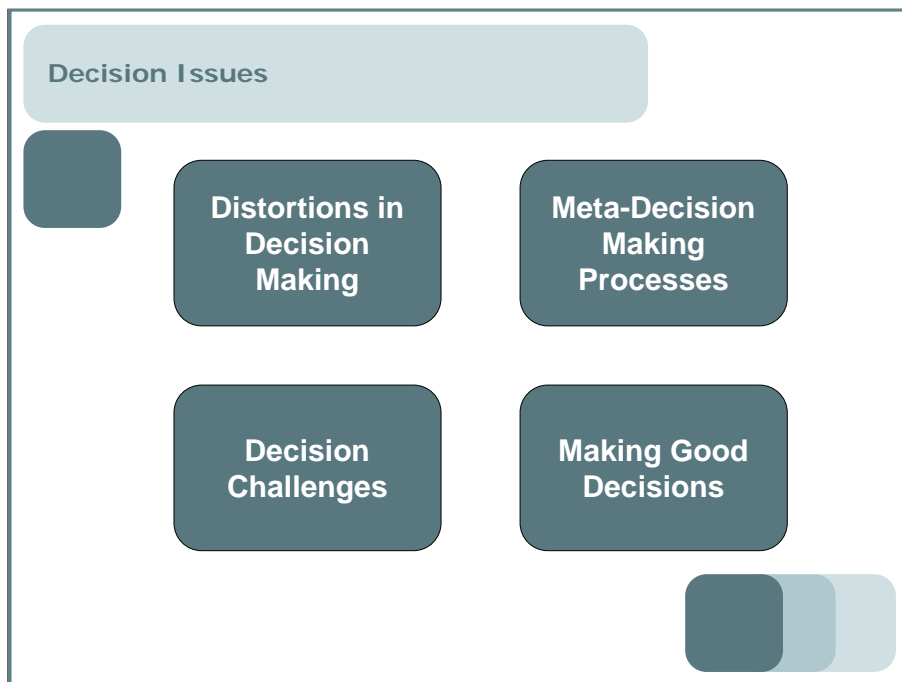 Decision Issues
Distortions in
Decision
Making
Meta-Decision
Making
Processes
Decision
Challenges
Making Good
Decisions